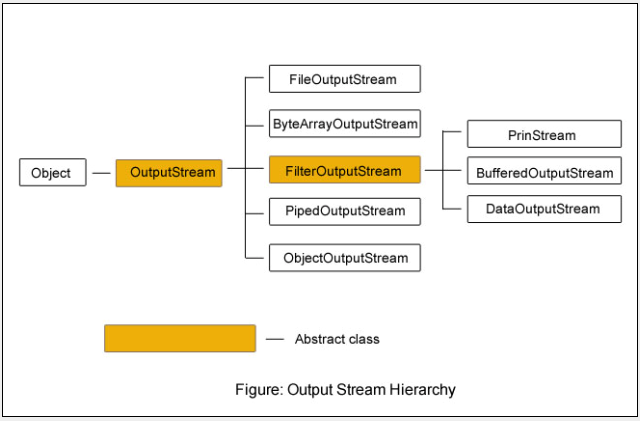 Object
OutputStream
FileOutputStream
ByteArrayOutputStream
FilterOutputStream
PipedOutputStream
ObjectOutputStream
PrinStream
BufferedOutputStream
DataOutputStream
Abstract class
Figure: Output Stream Hierarchy